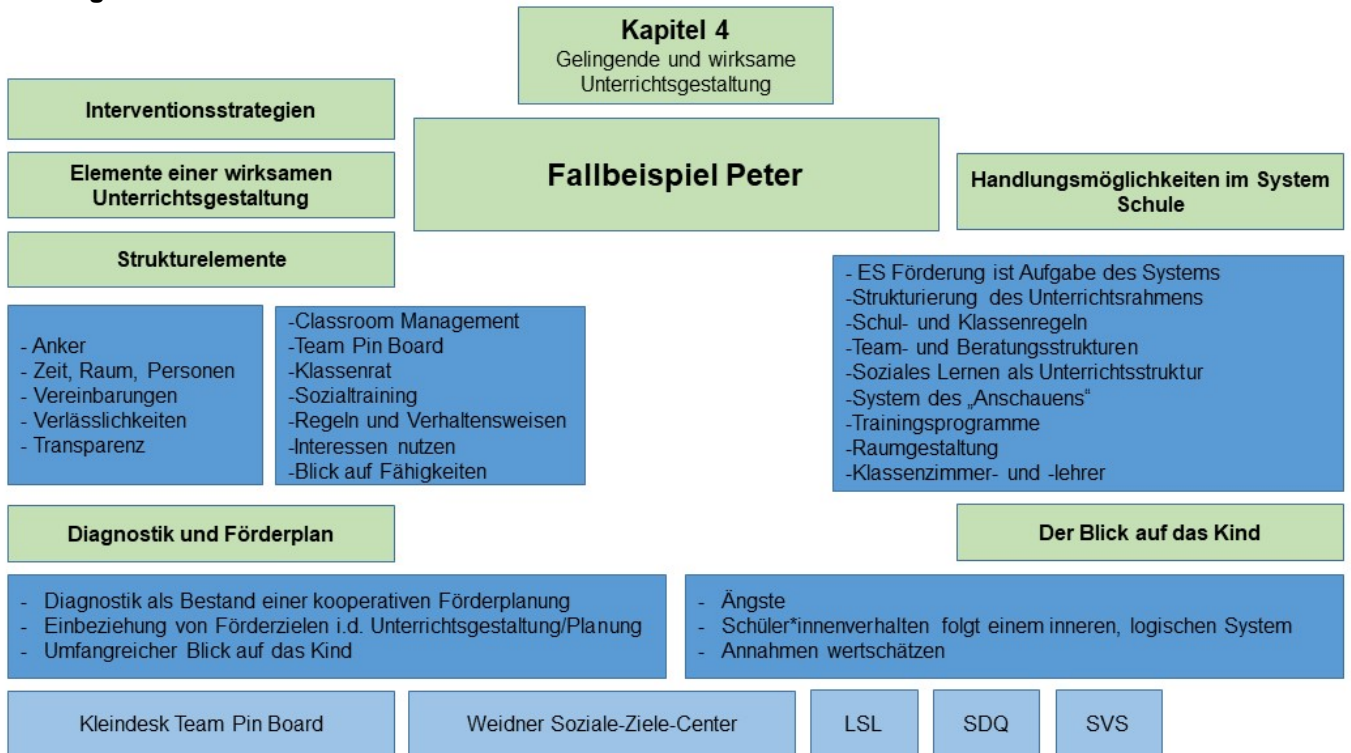 Kapitel 4
Gelingende und wirksame
Unterrichtsgestaltung
Fallbeispiel Peter
Interventionsstrategien
Elemente einer wirksamen
Unterrichtsgestaltung
Strukturelemente
- Anker
- Zeit, Raum, Personen
- Vereinbarungen
- Verlässlichkeiten
- Transparenz
-Classroom Management
-Team Pin Board
-Klassenrat
-Sozialtraining
-Regeln und Verhaltensweisen
-Interessen nutzen
-Blick auf Fähigkeiten
Handlungsmöglichkeiten im System
Schule
- ES Förderung ist Aufgabe des Systems
-Strukturierung des Unterrichtsrahmens
-Schul- und Klassenregeln
-Team- und Beratungsstrukturen
-Soziales Lernen als Unterrichtsstruktur
-System des „Anschauens“
-Trainingsprogramme
-Raumgestaltung
-Klassenzimmer- und -lehrer
Diagnostik und Förderplan
- Diagnostik als Bestand einer kooperativen Förderplanung
- Einbeziehung von Förderzielen i.d. Unterrichtsgestaltung/Planung
- Umfangreicher Blick auf das Kind
Der Blick auf das Kind
- Ängste
- Schüler*innenverhalten folgt einem inneren, logischen System
- Annahmen wertschätzen
Kleindesk Team Pin Board
Weidner Soziale-Ziele-Center
LSL
SDQ
SVS